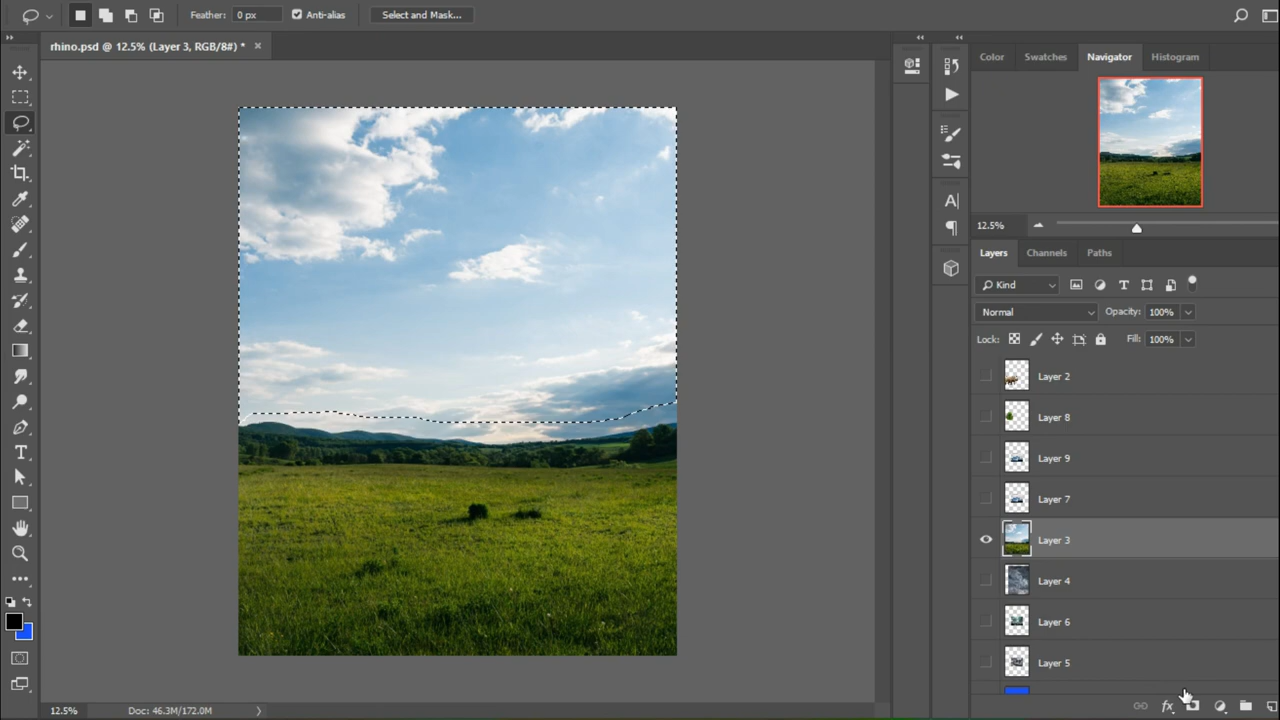 Feather: 0 px Anti-alias Select and Mask...
rhino.psd @ 12.5% (Layer 3, RGB/8#) * ×
Color Swatches Navigator Histogram
12.5%
Layers Channels Paths
Kind
Normal Opacity: 100%
Lock: Fill: 100%
Layer 2
Layer 8
Layer 9
Layer 7
Layer 3
Layer 4
Layer 6
Layer 5
12.5% Doc: 46.3M/172.0M